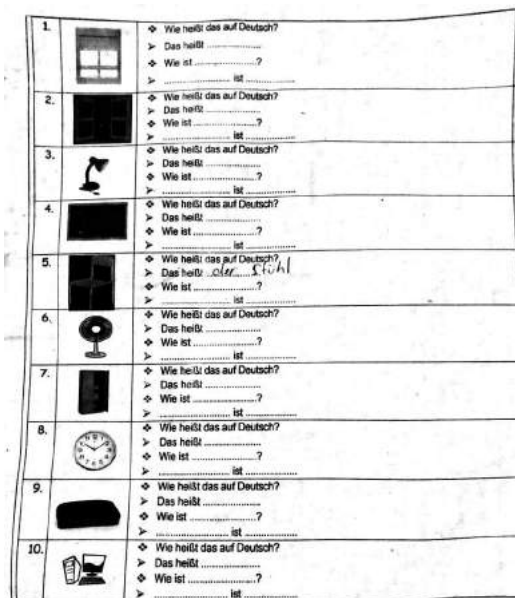 1.
❖ Wie heißt das auf Deutsch?
➢ Das heißt ..................
❖ Wie ist ..................?
➢ .................. ist ..................
2.
❖ Wie heißt das auf Deutsch?
➢ Das heißt ..................
❖ Wie ist ..................?
➢ .................. ist ..................
3.
❖ Wie heißt das auf Deutsch?
➢ Das heißt ..................
❖ Wie ist ..................?
➢ .................. ist ..................
4.
❖ Wie heißt das auf Deutsch?
➢ Das heißt ..................
❖ Wie ist ..................?
➢ .................. ist ..................
5.
❖ Wie heißt das auf Deutsch?
➢ Das heißt der Stuhl
❖ Wie ist ..................?
➢ .................. ist ..................
6.
❖ Wie heißt das auf Deutsch?
➢ Das heißt ..................
❖ Wie ist ..................?
➢ .................. ist ..................
7.
❖ Wie heißt das auf Deutsch?
➢ Das heißt ..................
❖ Wie ist ..................?
➢ .................. ist ..................
8.
❖ Wie heißt das auf Deutsch?
➢ Das heißt ..................
❖ Wie ist ..................?
➢ .................. ist ..................
9.
❖ Wie heißt das auf Deutsch?
➢ Das heißt ..................
❖ Wie ist ..................?
➢ .................. ist ..................
10.
❖ Wie heißt das auf Deutsch?
➢ Das heißt ..................
❖ Wie ist ..................?
➢ .................. ist ..................